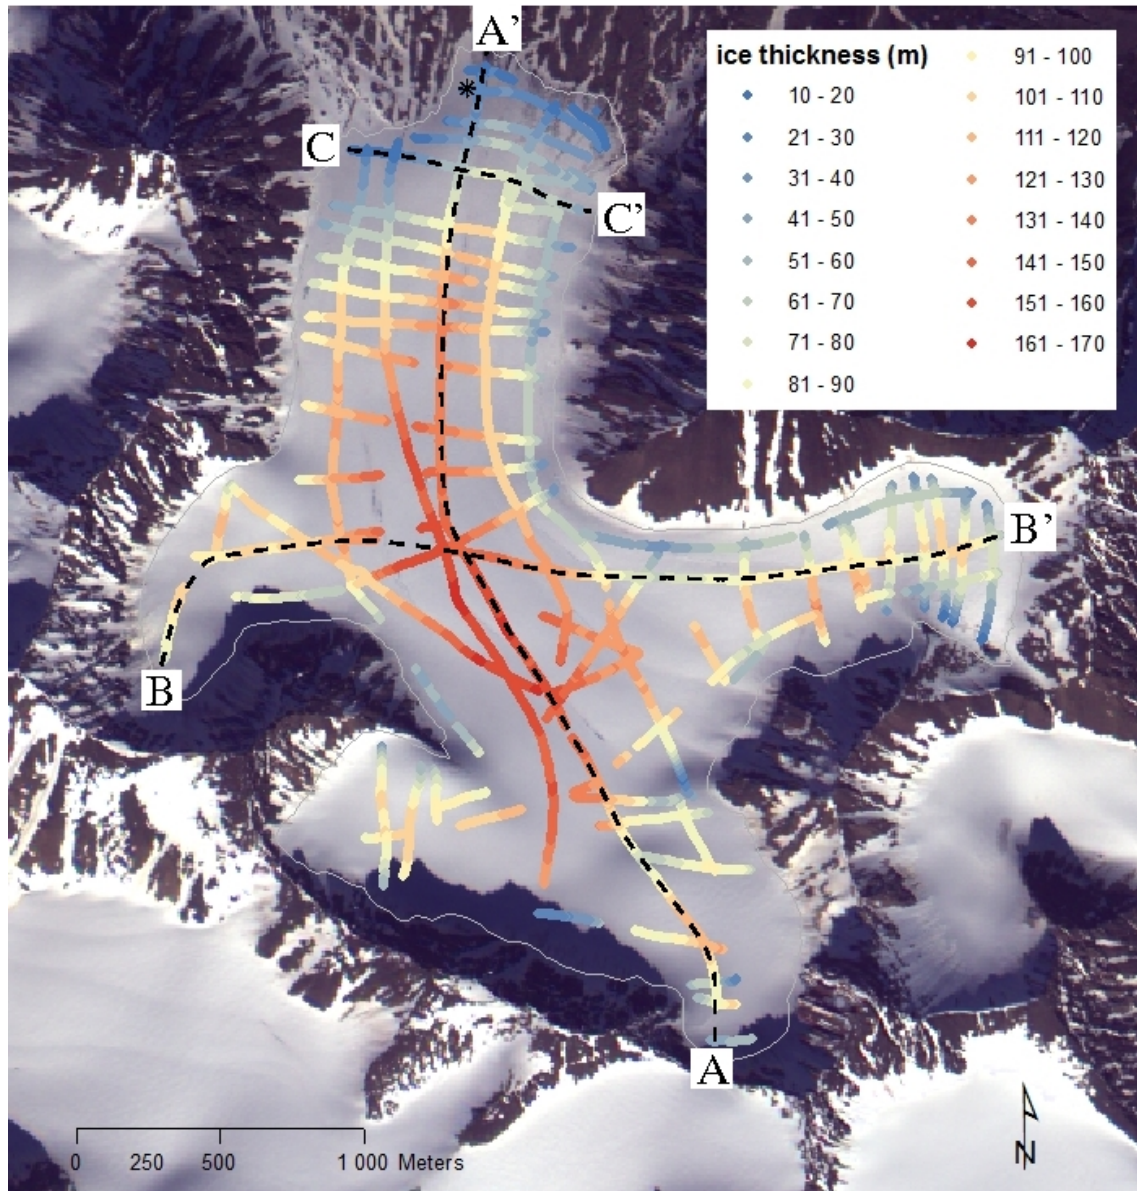 A'
ice thickness (m)
10 - 20
21 - 30
31 - 40
41 - 50
51 - 60
61 - 70
71 - 80
81 - 90
91 - 100
101 - 110
111 - 120
121 - 130
131 - 140
141 - 150
151 - 160
161 - 170
*
C
C'
B'
B
A
0 250 500 1 000 Meters
N